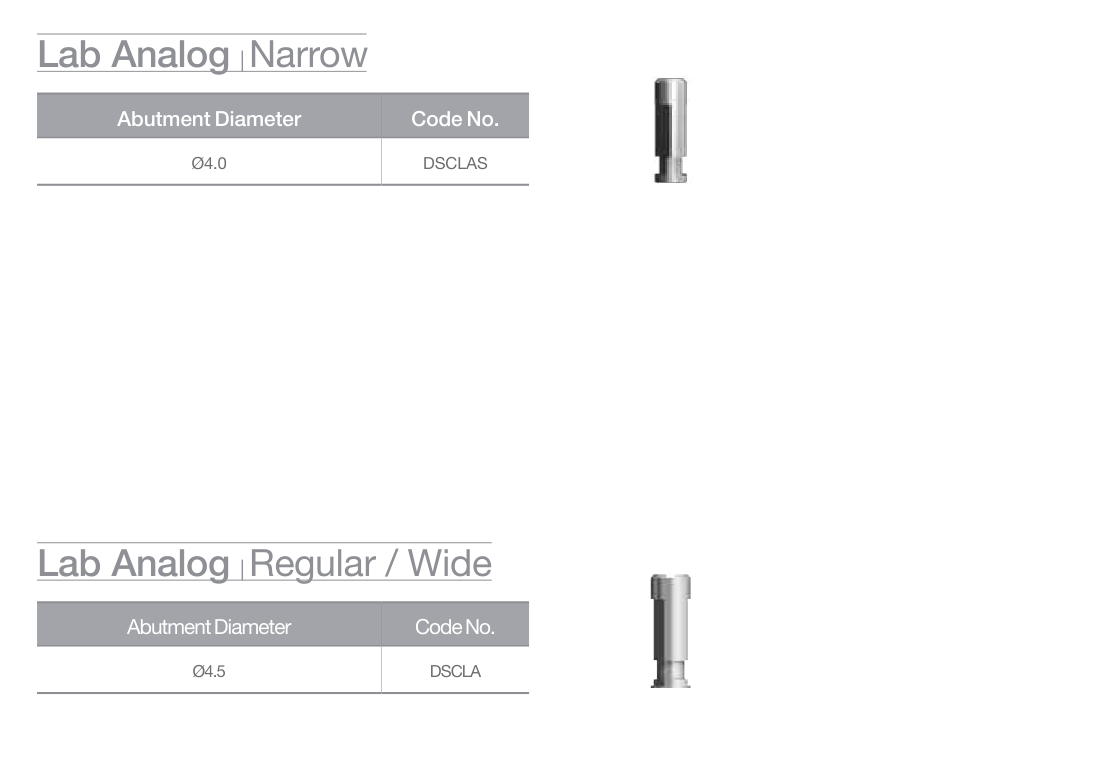 Lab Analog | Narrow
Abutment Diameter Code No.
Ø4.0 DSCLAS
Lab Analog | Regular / Wide
Abutment Diameter Code No.
Ø4.5 DSCLA